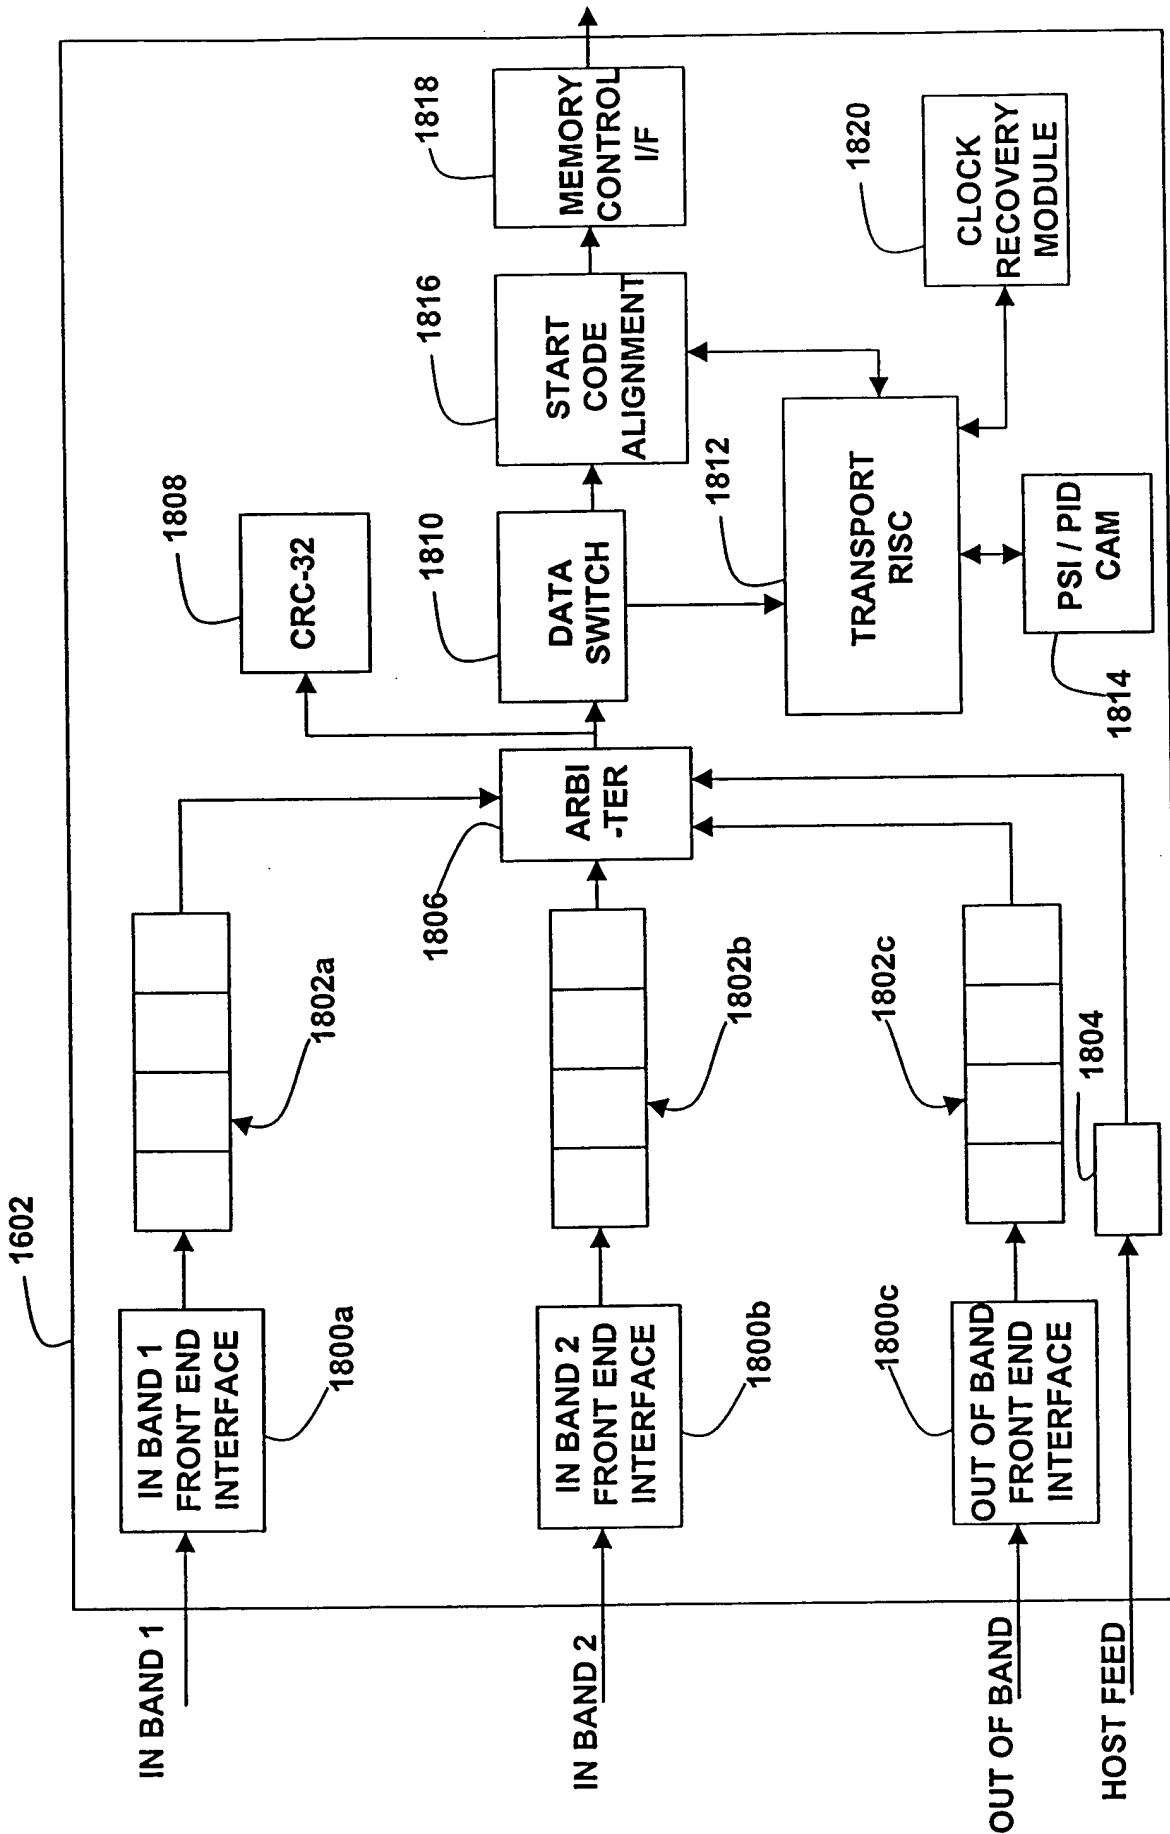 1602
IN BAND 1
IN BAND 1
FRONT END
INTERFACE
1800a
1802a
1808
CRC-32
IN BAND 2
IN BAND 2
FRONT END
INTERFACE
1800b
1802b
1806
ARBI
-TER
1810
DATA
SWITCH
1816
START
CODE
ALIGNMENT
1818
MEMORY
CONTROL
I/F
OUT OF BAND
OUT OF BAND
FRONT END
INTERFACE
1800c
1802c
1812
TRANSPORT
RISC
1820
CLOCK
RECOVERY
MODULE
HOST FEED
1804
1814
PSI / PID
CAM